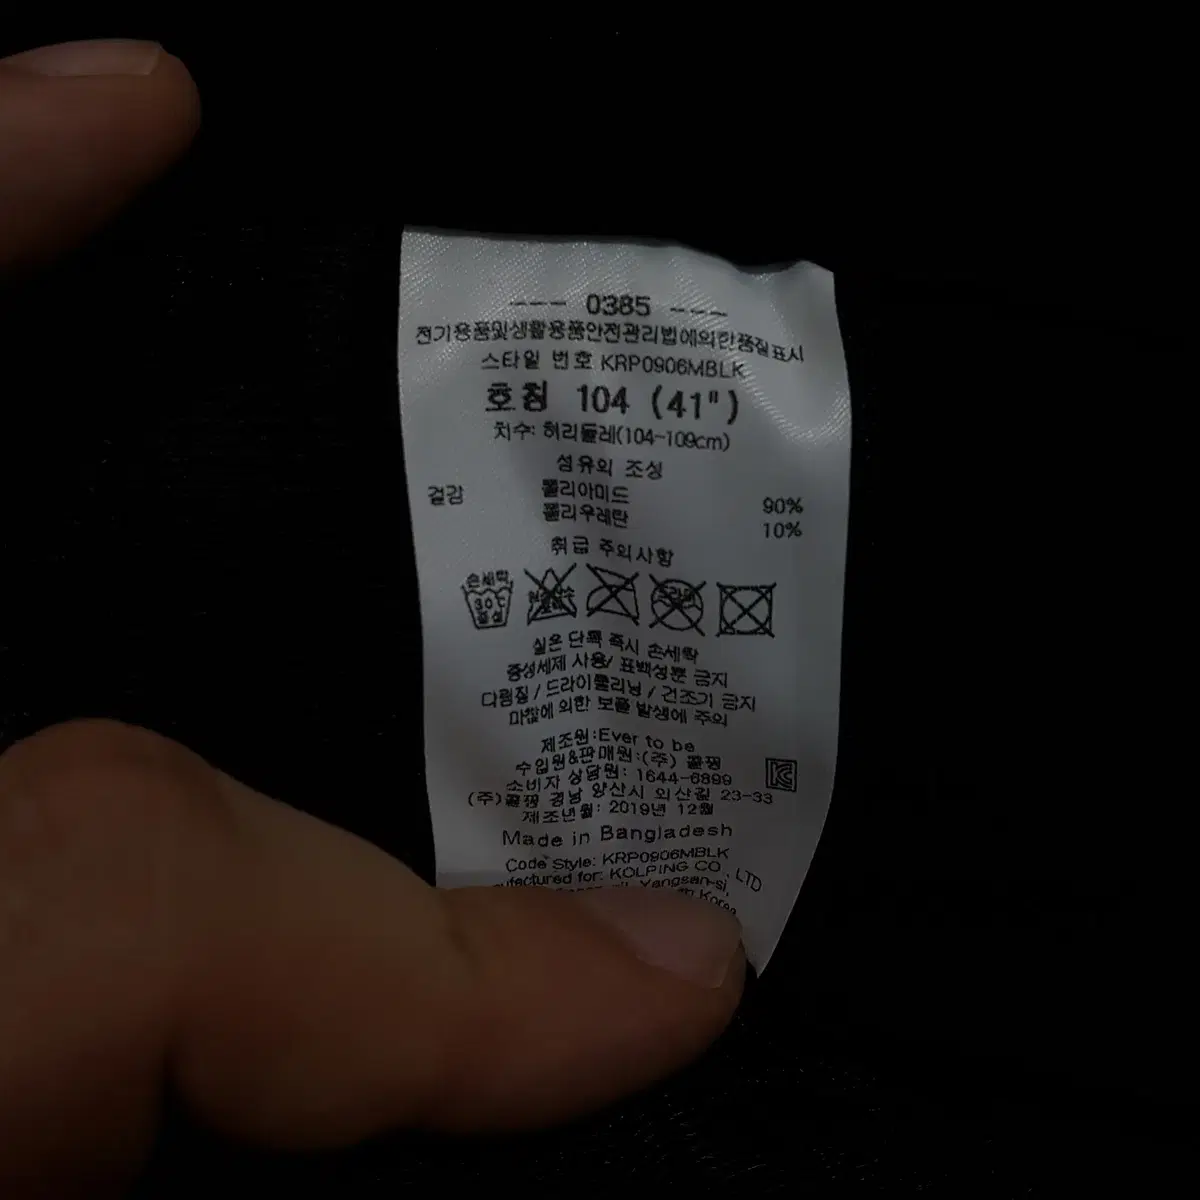 --- 0385 ---
전기용품및생활용품안전관리법에의한품질표시
스타일 번호 KRP0906MBLK
호칭 104 (41")
치수: 허리둘레(104~109cm)
섬유의 조성
겉감 폴리아미드 90%
폴리우레탄 10%
취급 주의사항
손세탁
30℃
중성
드라이
실온 단독 즉시 손세탁
중성세제 사용/ 표백성분 금지
다림질 / 드라이클리닝 / 건조기 금지
마찰에 의한 보풀 발생에 주의
제조원:Ever to be
수입원&판매원:(주) 콜핑
소비자 상담원: 1644-6899
(주)콜핑 경남 양산시 외산길 23-33
제조년월: 2019년 12월
Made in Bangladesh
Code Style: KRP0906MBLK
ufactured for: KOLPING CO., LTD
Yangsan-si,
Korea